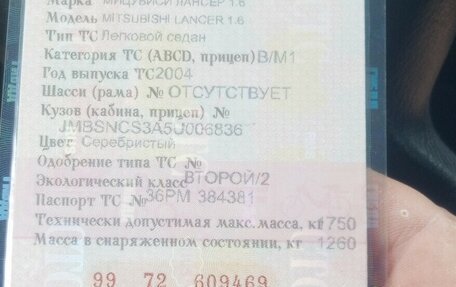 Марка МИЦУБИСИ ЛАНСЕР 1.6
Модель MITSUBISHI LANCER 1.6
Тип ТС Легковой седан
Категория ТС (ABCD, прицеп) B/M1
Год выпуска ТС 2004
Шасси (рама) № ОТСУТСТВУЕТ
Кузов (кабина, прицеп) №
JMBSNCS3A5U006836
Цвет Серебристый
Одобрение типа ТС №
Экологический класс ВТОРОЙ/2
Паспорт ТС № 36РМ 384381
Технически допустимая макс. масса, кг 1750
Масса в снаряженном состоянии, кг 1260
99 72 609469